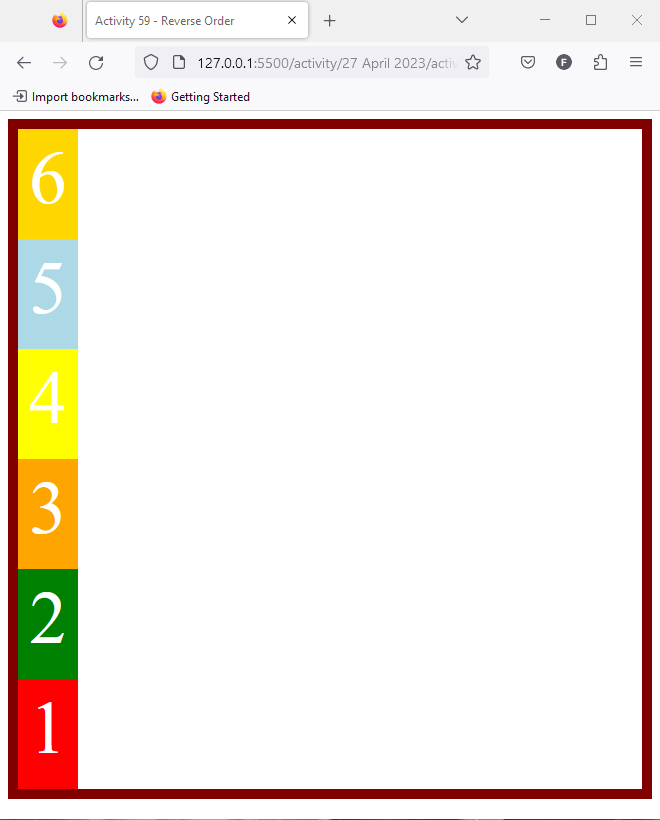 Activity 59 - Reverse Order
127.0.0.1:5500/activity/27 April 2023/activ
F
Import bookmarks...
Getting Started
6
5
4
3
2
1